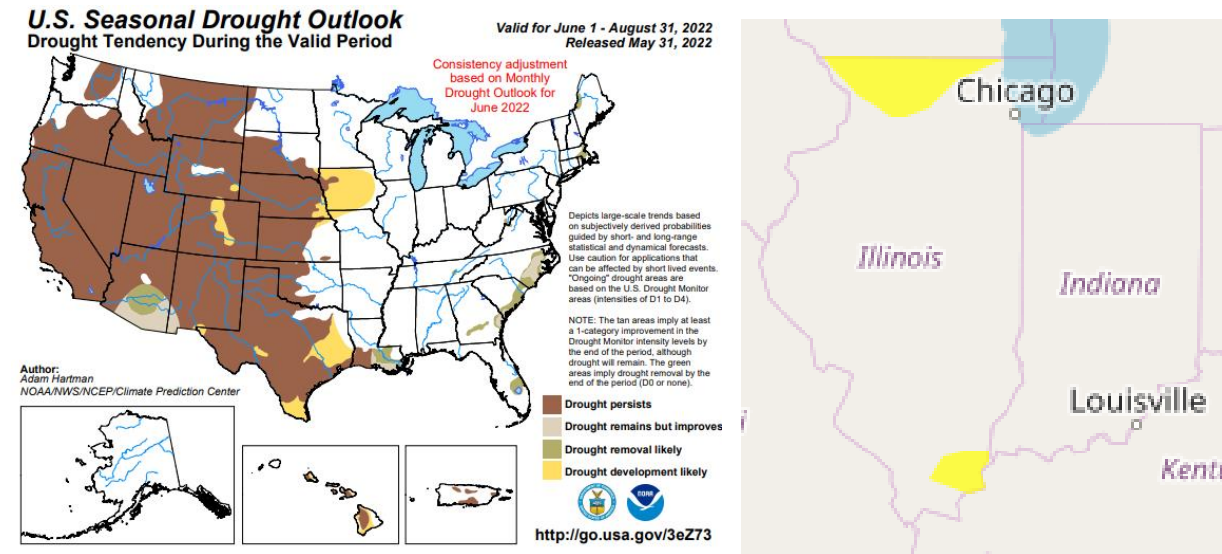 U.S. Seasonal Drought Outlook
Drought Tendency During the Valid Period
Valid for June 1 - August 31, 2022
Released May 31, 2022
Consistency adjustment
based on Monthly
Drought Outlook for
June 2022
Depicts large-scale trends based
on subjectively derived probabilities
guided by short- and long-range
statistical and dynamical forecasts.
Use caution for applications that
can be affected by short lived events.
"Ongoing" drought areas are
based on the U.S. Drought Monitor
areas (intensities of D1 to D4).
NOTE: The tan areas imply at least
a 1-category improvement in the
Drought Monitor intensity levels by
the end of the period, although
drought will remain. The green
areas imply drought removal by the
end of the period (D0 or none).
Author:
Adam Hartman
NOAA/NWS/NCEP/Climate Prediction Center
Drought persists
Drought remains but improves
Drought removal likely
Drought development likely
NOAA
http://go.usa.gov/3eZ73
Chicago
Illinois
Indiana
Louisville
Kent